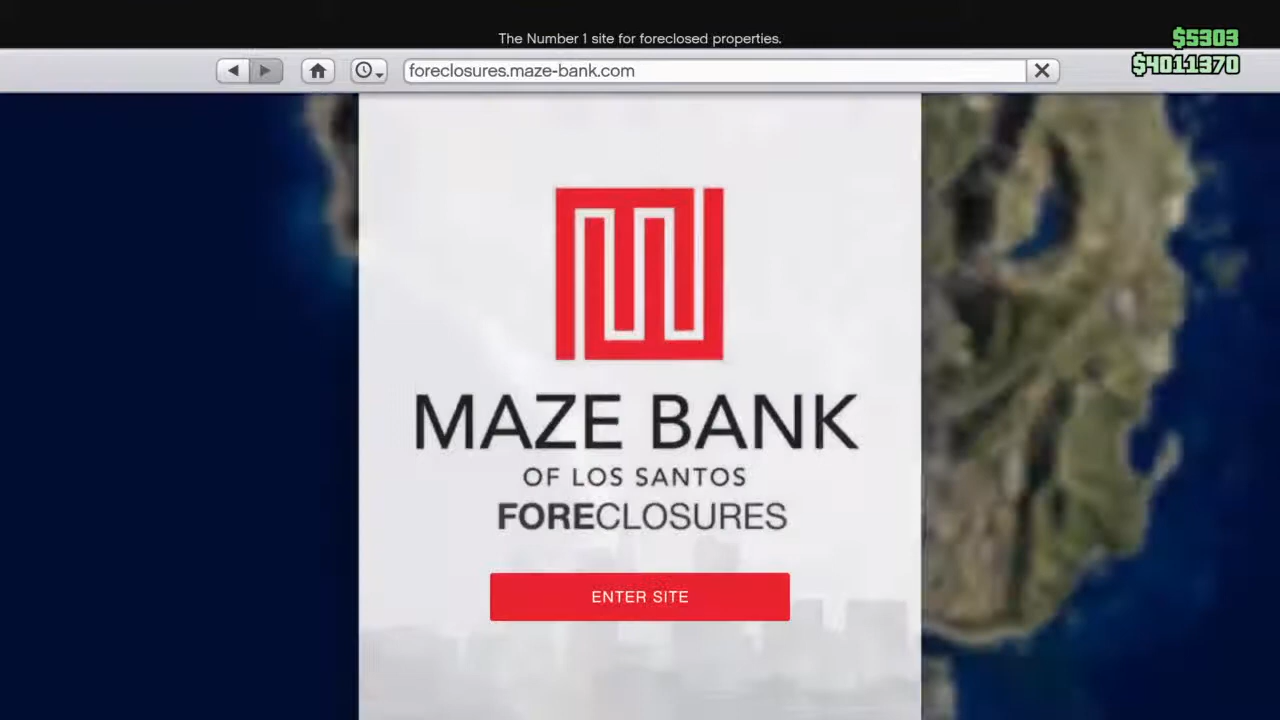 The Number 1 site for foreclosed properties.
$5303
foreclosures.maze-bank.com
$4011370
MAZE BANK
OF LOS SANTOS
FORECLOSURES
ENTER SITE